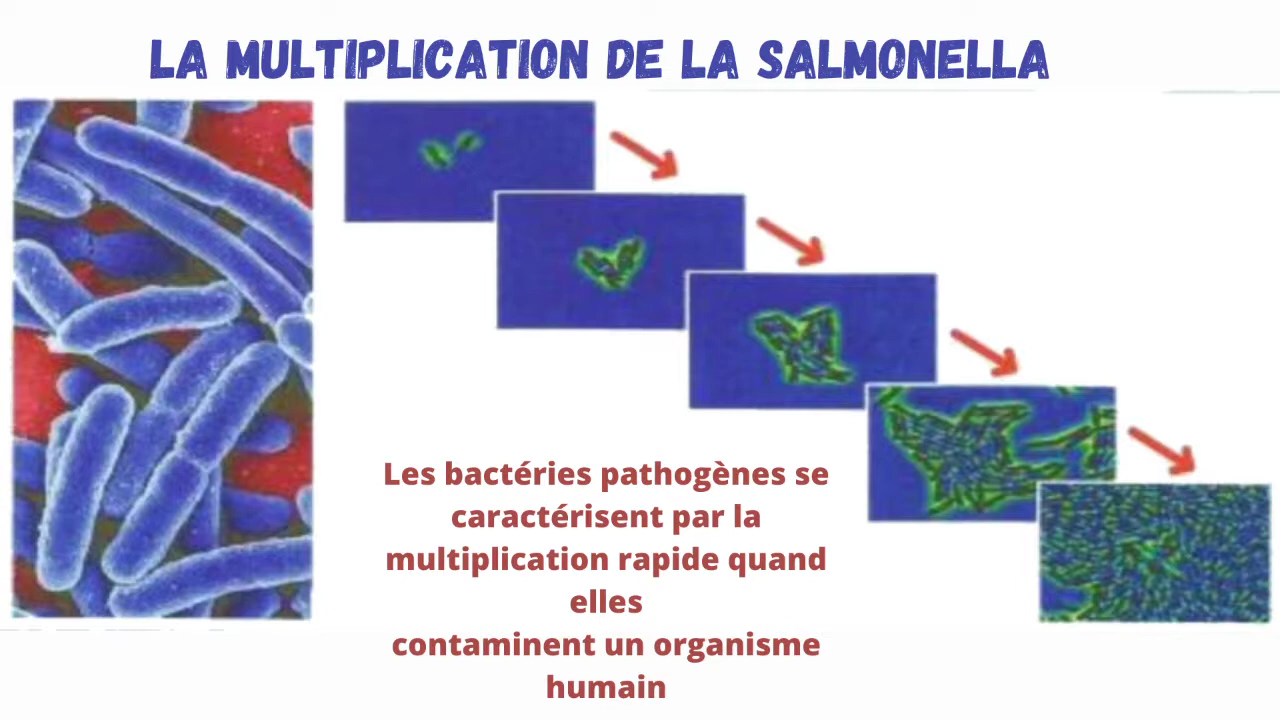 LA MULTIPLICATION DE LA SALMONELLA
Les bactéries pathogènes se
caractérisent par la
multiplication rapide quand
elles
contaminent un organisme
humain